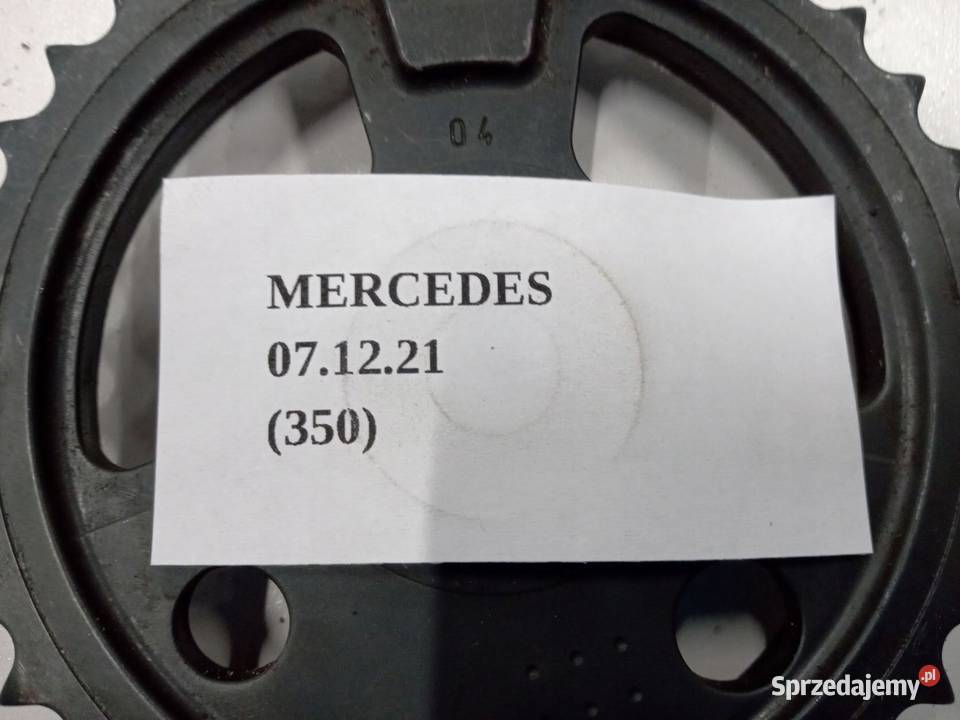 04
MERCEDES
07.12.21
(350)
Sprzedajemy.pl